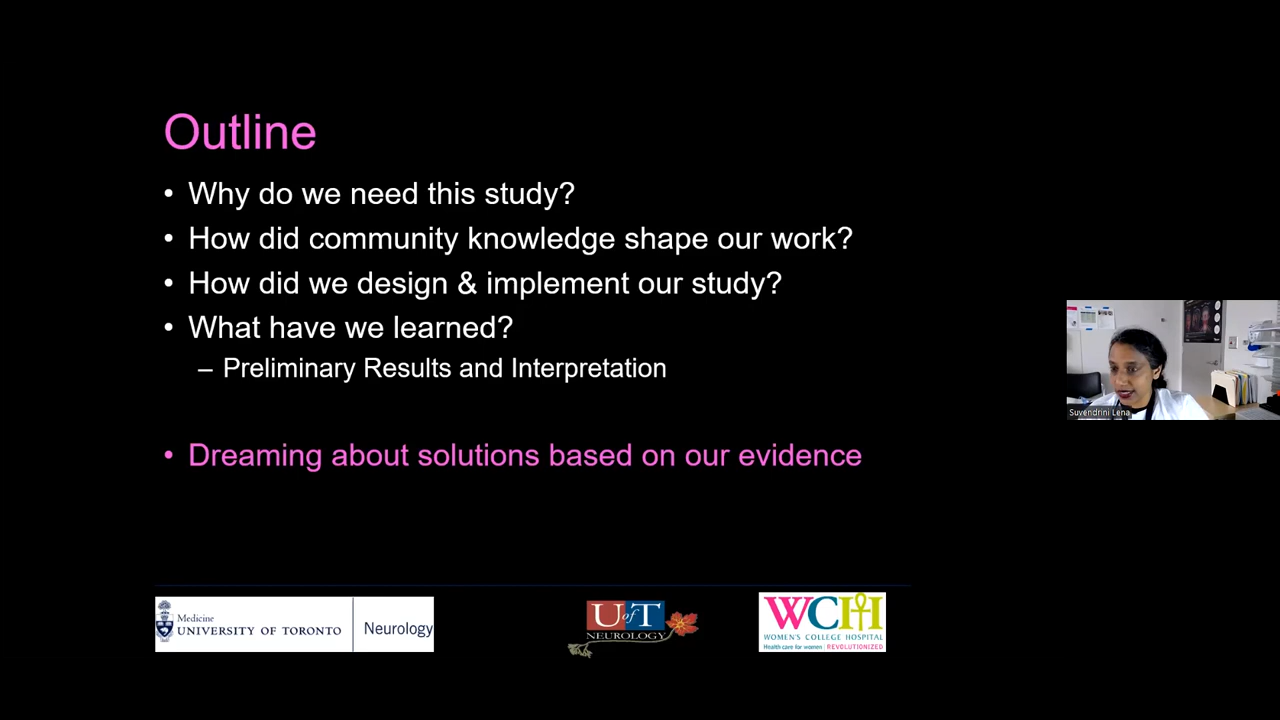 Outline
• Why do we need this study?
• How did community knowledge shape our work?
• How did we design & implement our study?
• What have we learned?
– Preliminary Results and Interpretation
• Dreaming about solutions based on our evidence
Suvendrini Lena
Medicine
UNIVERSITY OF TORONTO
Neurology
U of T
NEUROLOGY
WCH
WOMEN'S COLLEGE HOSPITAL
Health care for women | REVOLUTIONIZED